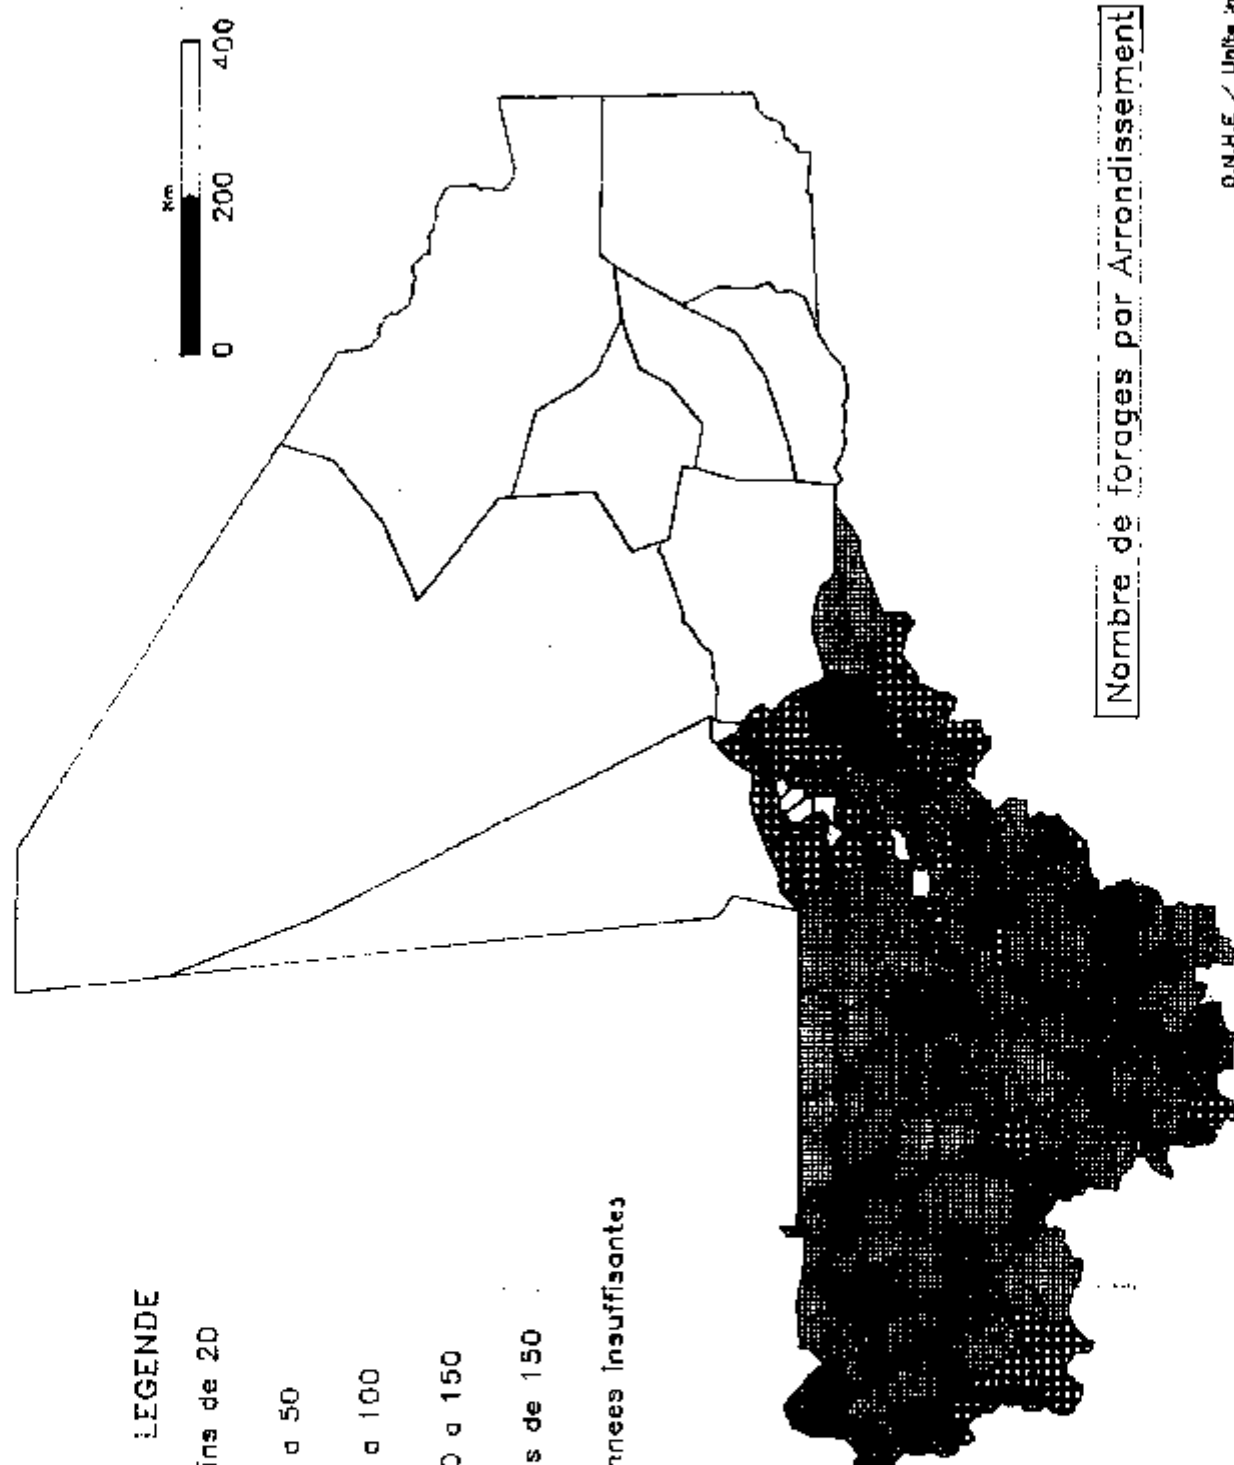 LEGENDE
ins de 20
a 50
a 100
0 a 150
s de 150
nnees insuffisantes
Km
0 200 400
Nombre de forages par Arrondissement
D.N.H.E / Unite